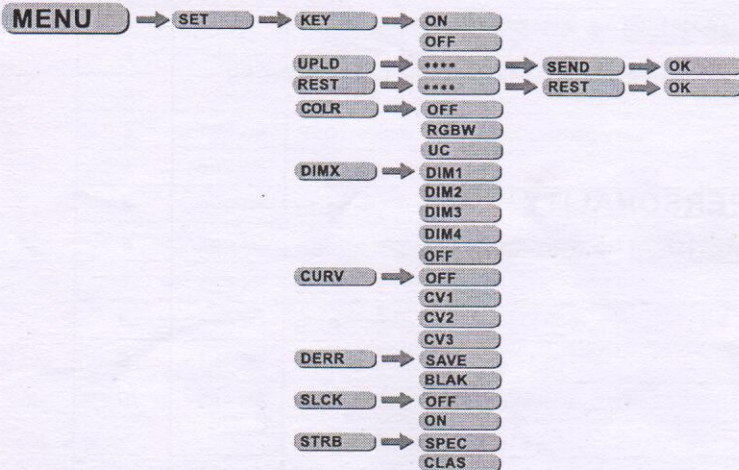 MENU SET KEY ON
OFF
UPLD **** SEND OK
REST **** REST OK
COLR OFF
RGBW
UC
DIMX DIM1
DIM2
DIM3
DIM4
OFF
CURV OFF
CV1
CV2
CV3
DERR SAVE
BLAK
SLCK OFF
ON
STRB SPEC
CLAS